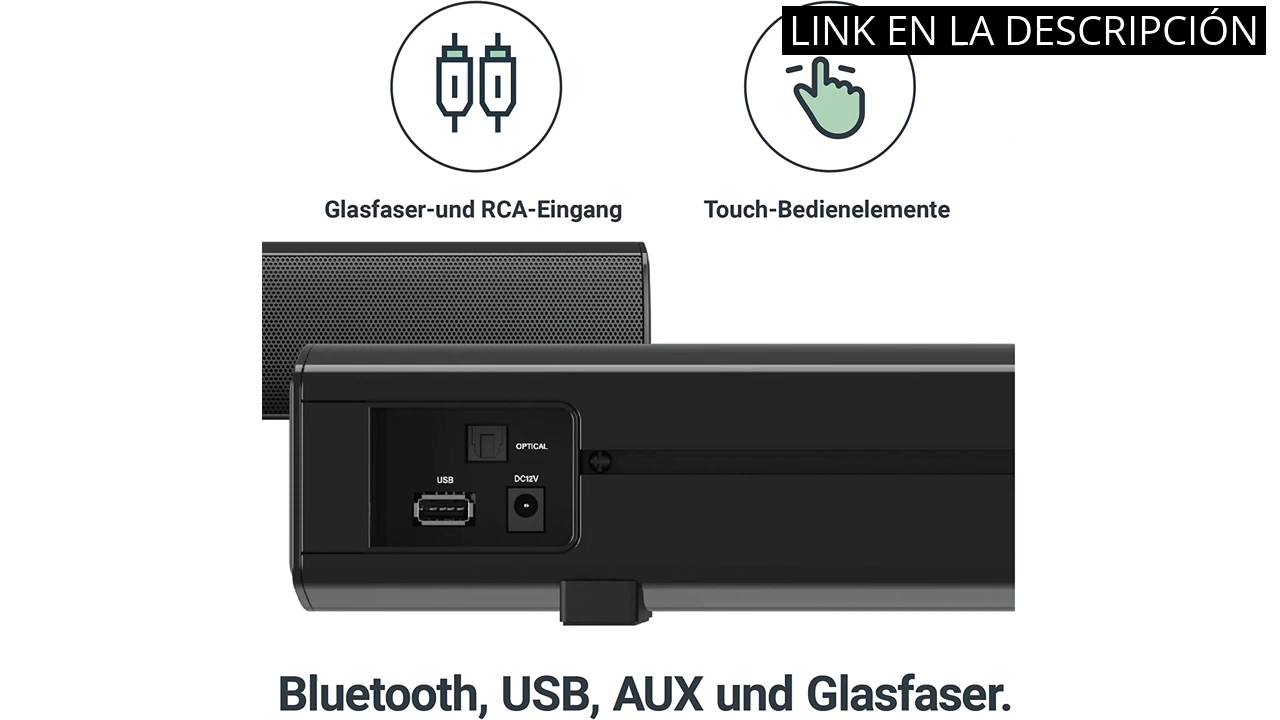 LINK EN LA DESCRIPCIÓN
Glasfaser-und RCA-Eingang
Touch-Bedienelemente
OPTICAL
USB
DC12V
Bluetooth, USB, AUX und Glasfaser.